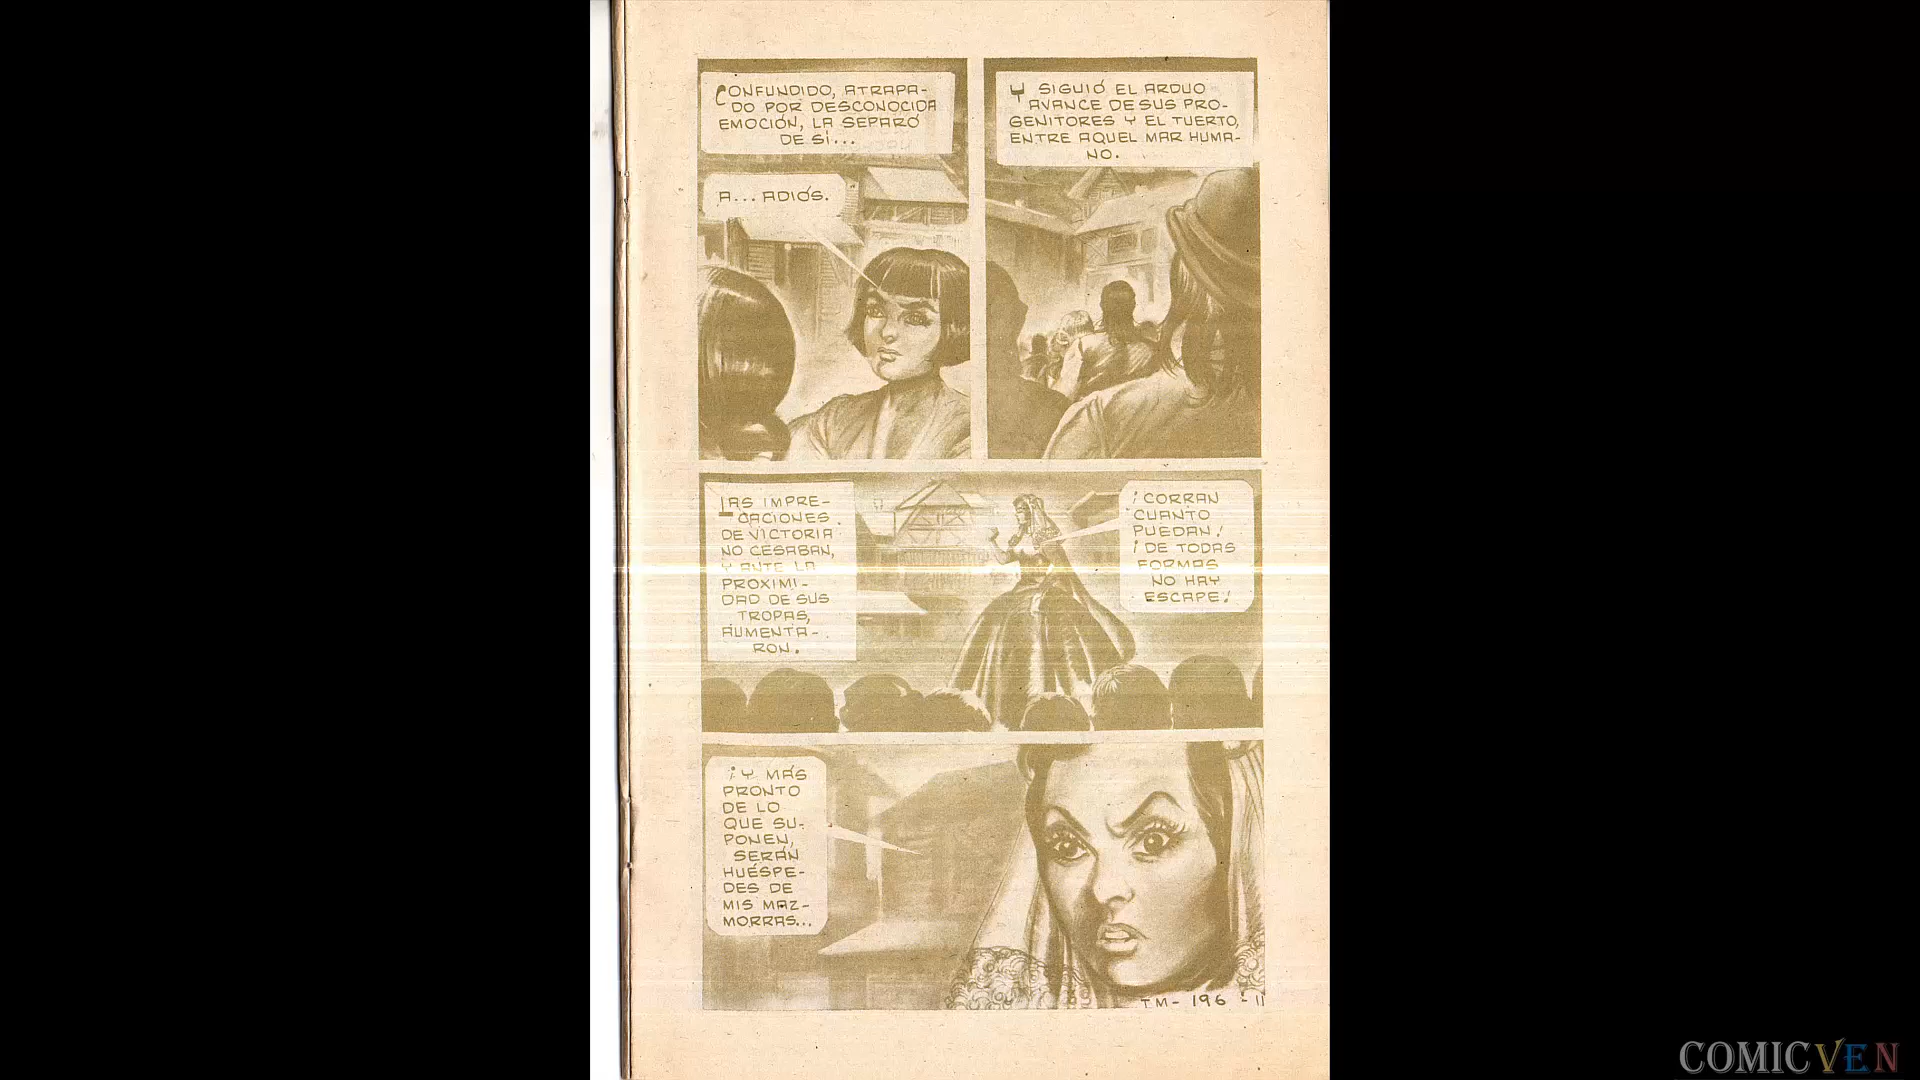 CONFUNDIDO, ATRAPA-
DO POR DESCONOCIDA
EMOCIÓN, LA SEPARÓ
DE SÍ...
A... ADIÓS.
Y SIGUIÓ EL ARDUO
AVANCE DE SUS PRO-
GENITORES Y EL TUERTO,
ENTRE AQUEL MAR HUMA-
NO.
LAS IMPRE-
CACIONES
DE VICTORIA
NO CESABAN,
Y ANTE LA
PROXIMI-
DAD DE SUS
TROPAS,
AUMENTA-
RON.
¡CORRAN
CUANTO
PUEDAN!
¡DE TODAS
FORMAS
NO HAY
ESCAPE!
¡Y MÁS
PRONTO
DE LO
QUE SU-
PONEN,
SERÁN
HUÉSPE-
DES DE
MIS MAZ-
MORRAS...
TM- 196 - 11
COMICVEN